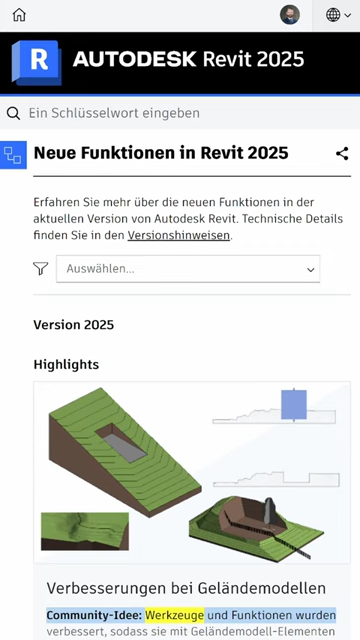 R AUTODESK Revit 2025
Ein Schlüsselwort eingeben
Neue Funktionen in Revit 2025
Erfahren Sie mehr über die neuen Funktionen in der
aktuellen Version von Autodesk Revit. Technische Details
finden Sie in den Versionshinweisen.
Auswählen...
Version 2025
Highlights
Verbesserungen bei Geländemodellen
Community-Idee: Werkzeuge und Funktionen wurden
verbessert, sodass sie mit Geländemodell-Elementen